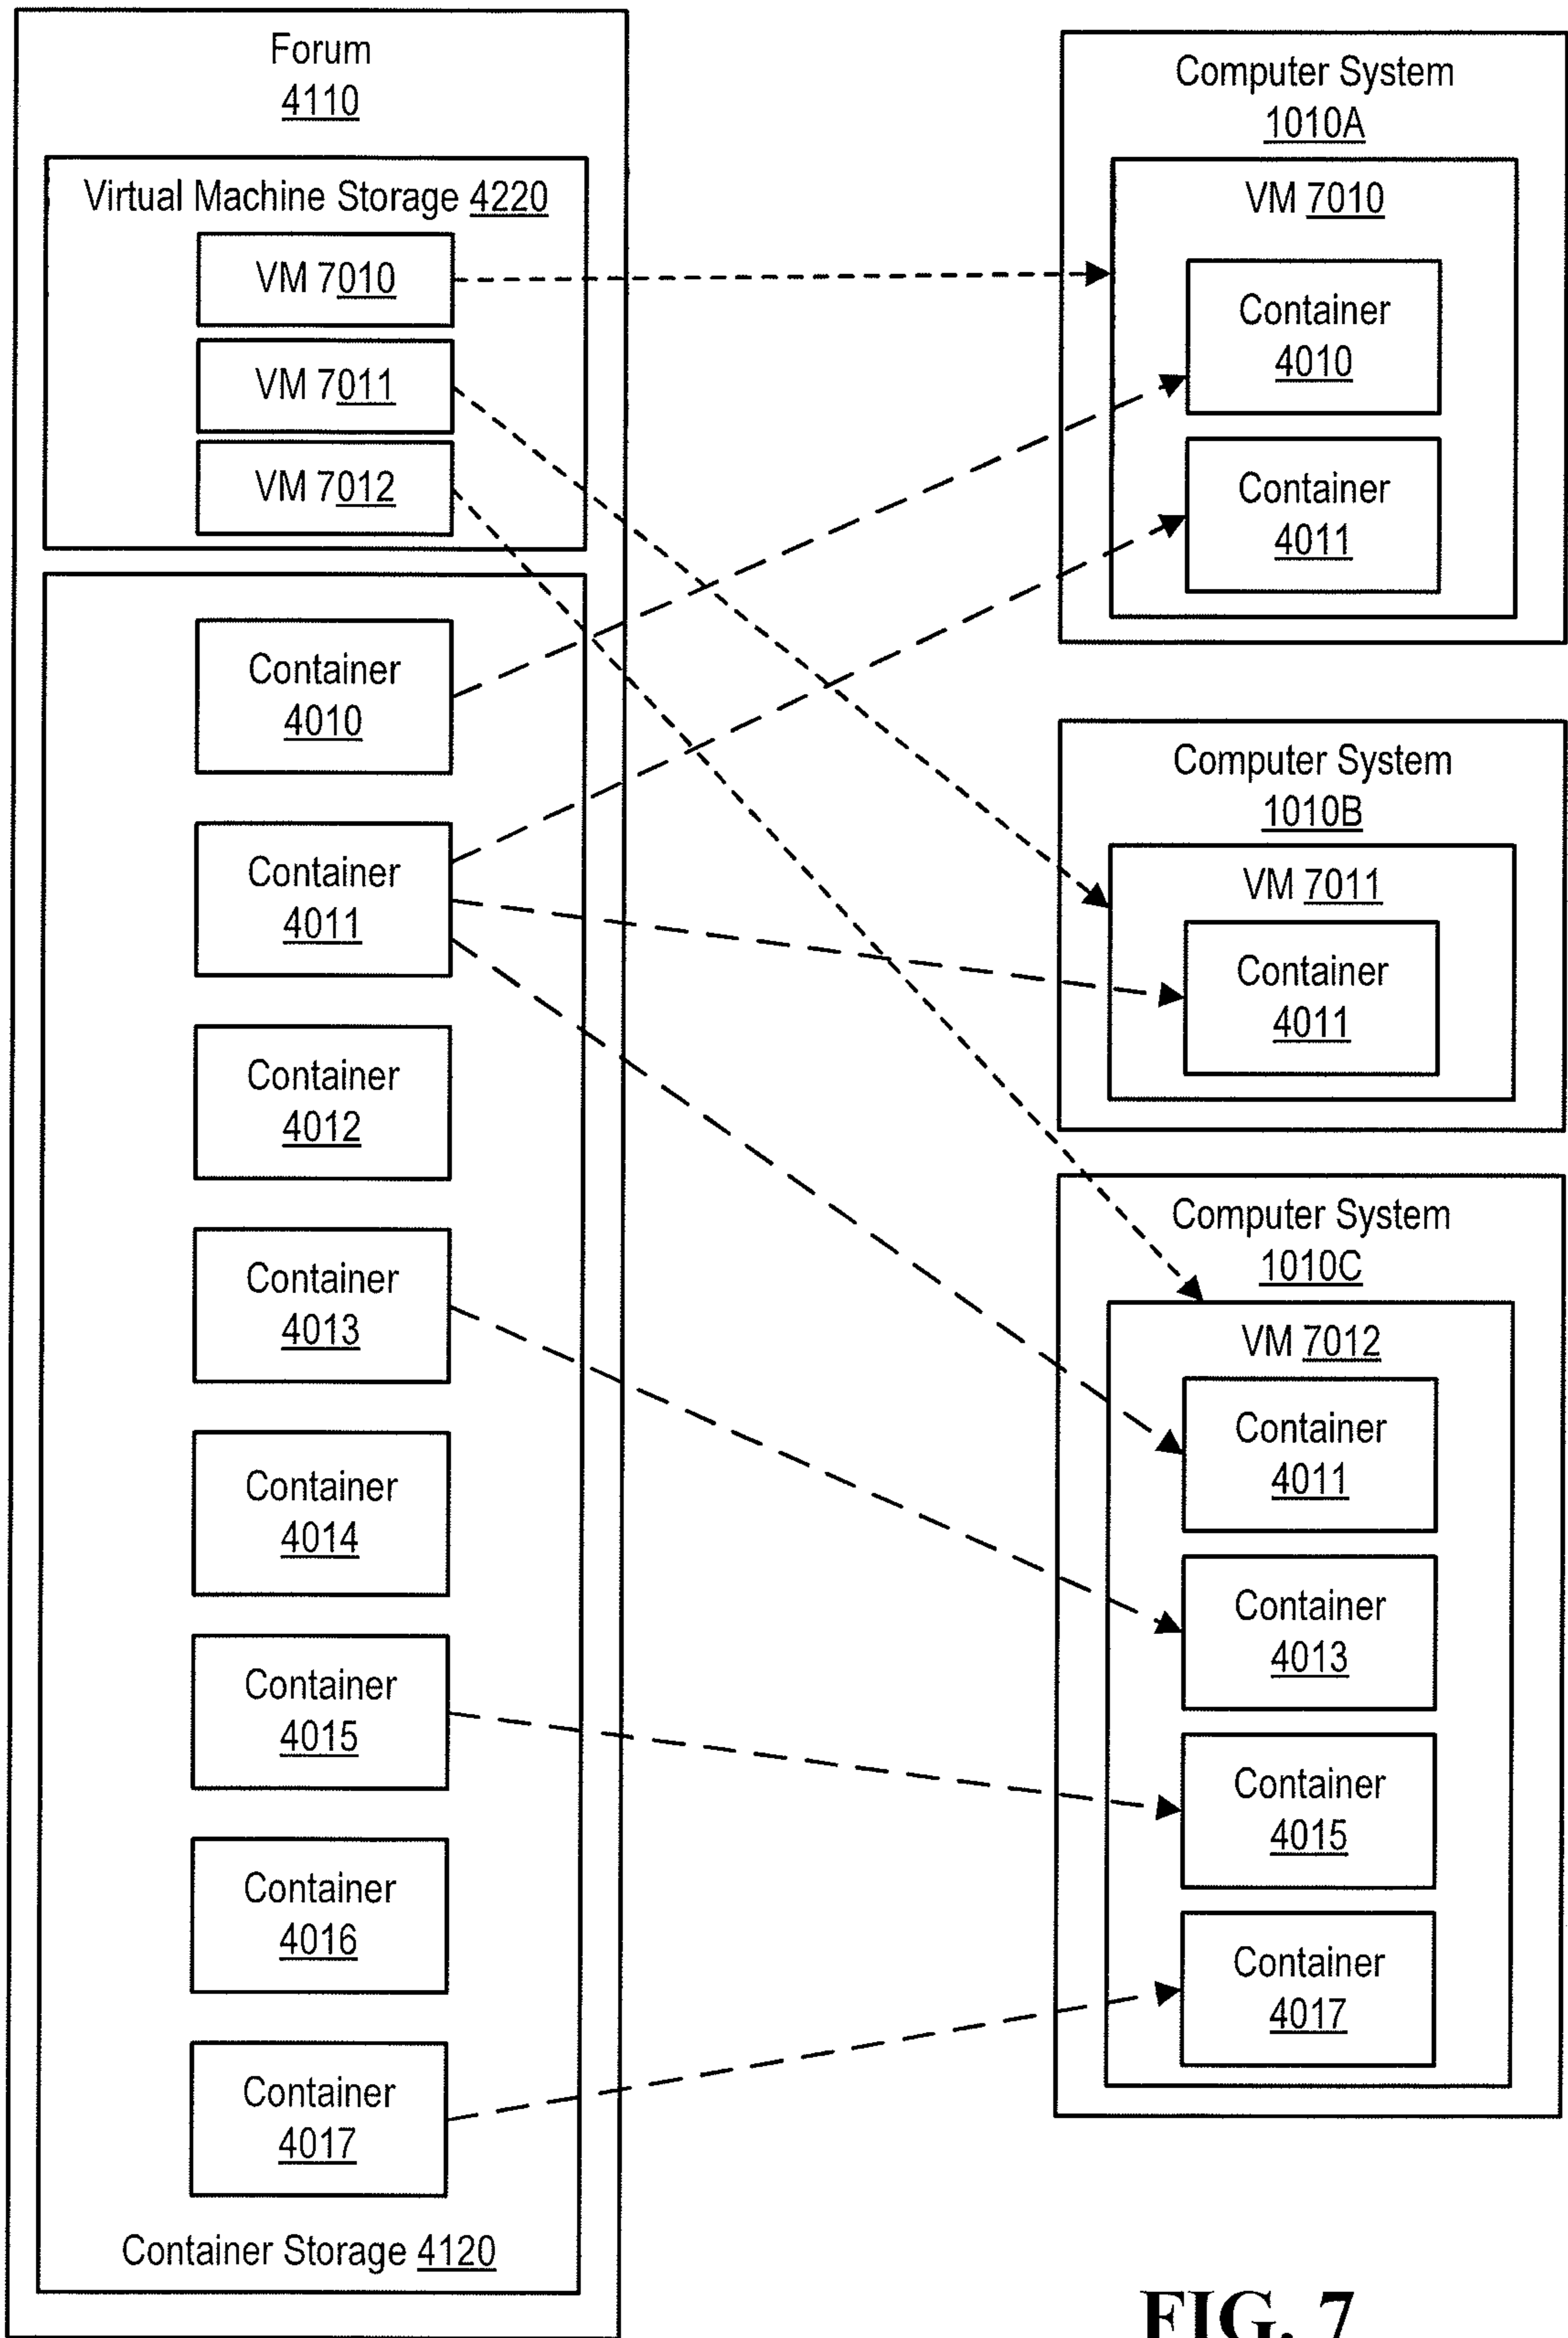 Forum
4110
Virtual Machine Storage 4220
VM 7010
VM 7011
VM 7012
Container
4010
Container
4011
Container
4012
Container
4013
Container
4014
Container
4015
Container
4016
Container
4017
Container Storage 4120
Computer System
1010A
VM 7010
Container
4010
Container
4011
Computer System
1010B
VM 7011
Container
4011
Computer System
1010C
VM 7012
Container
4011
Container
4013
Container
4015
Container
4017
FIG. 7